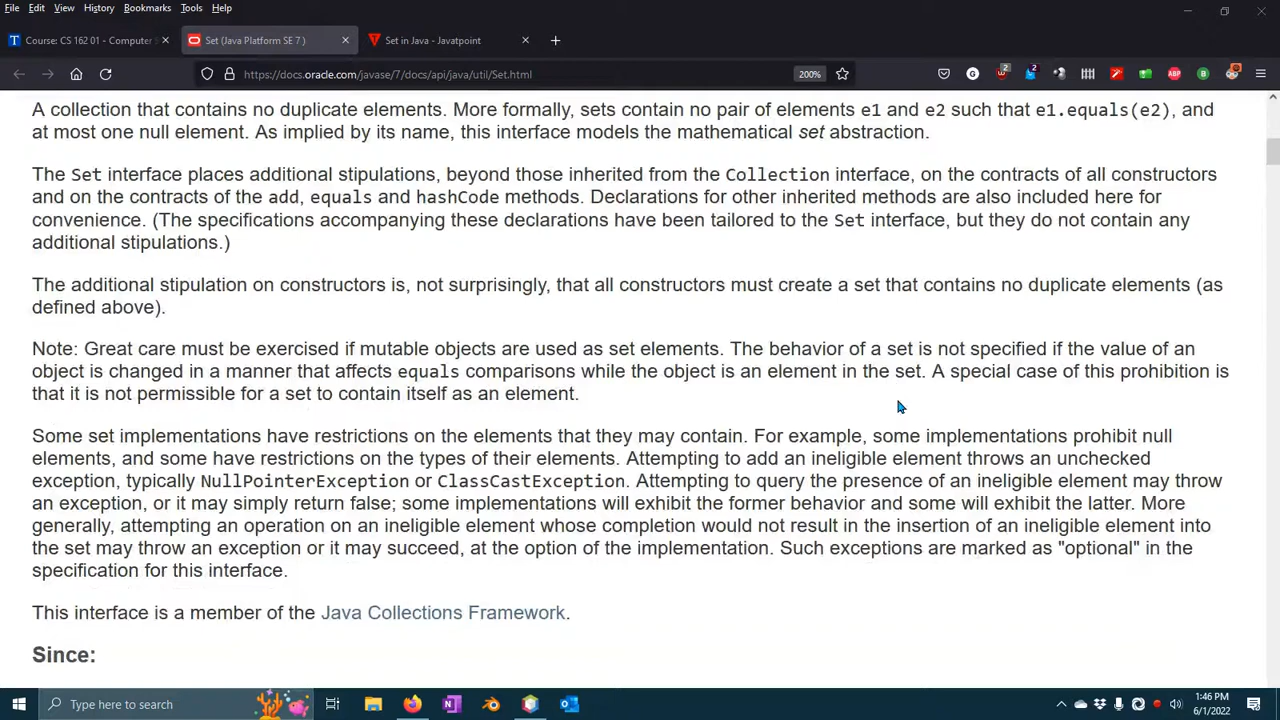 File Edit View History Bookmarks Tools Help
Course: CS 162 01 - Computer S
Set (Java Platform SE 7 )
Set in Java - Javatpoint
https://docs.oracle.com/javase/7/docs/api/java/util/Set.html
200%
2
2
ABP
A collection that contains no duplicate elements. More formally, sets contain no pair of elements e1 and e2 such that e1.equals(e2), and
at most one null element. As implied by its name, this interface models the mathematical set abstraction.
The Set interface places additional stipulations, beyond those inherited from the Collection interface, on the contracts of all constructors
and on the contracts of the add, equals and hashCode methods. Declarations for other inherited methods are also included here for
convenience. (The specifications accompanying these declarations have been tailored to the Set interface, but they do not contain any
additional stipulations.)
The additional stipulation on constructors is, not surprisingly, that all constructors must create a set that contains no duplicate elements (as
defined above).
Note: Great care must be exercised if mutable objects are used as set elements. The behavior of a set is not specified if the value of an
object is changed in a manner that affects equals comparisons while the object is an element in the set. A special case of this prohibition is
that it is not permissible for a set to contain itself as an element.
Some set implementations have restrictions on the elements that they may contain. For example, some implementations prohibit null
elements, and some have restrictions on the types of their elements. Attempting to add an ineligible element throws an unchecked
exception, typically NullPointerException or ClassCastException. Attempting to query the presence of an ineligible element may throw
an exception, or it may simply return false; some implementations will exhibit the former behavior and some will exhibit the latter. More
generally, attempting an operation on an ineligible element whose completion would not result in the insertion of an ineligible element into
the set may throw an exception or it may succeed, at the option of the implementation. Such exceptions are marked as "optional" in the
specification for this interface.
This interface is a member of the Java Collections Framework.
Since:
Type here to search
1:46 PM
6/1/2022